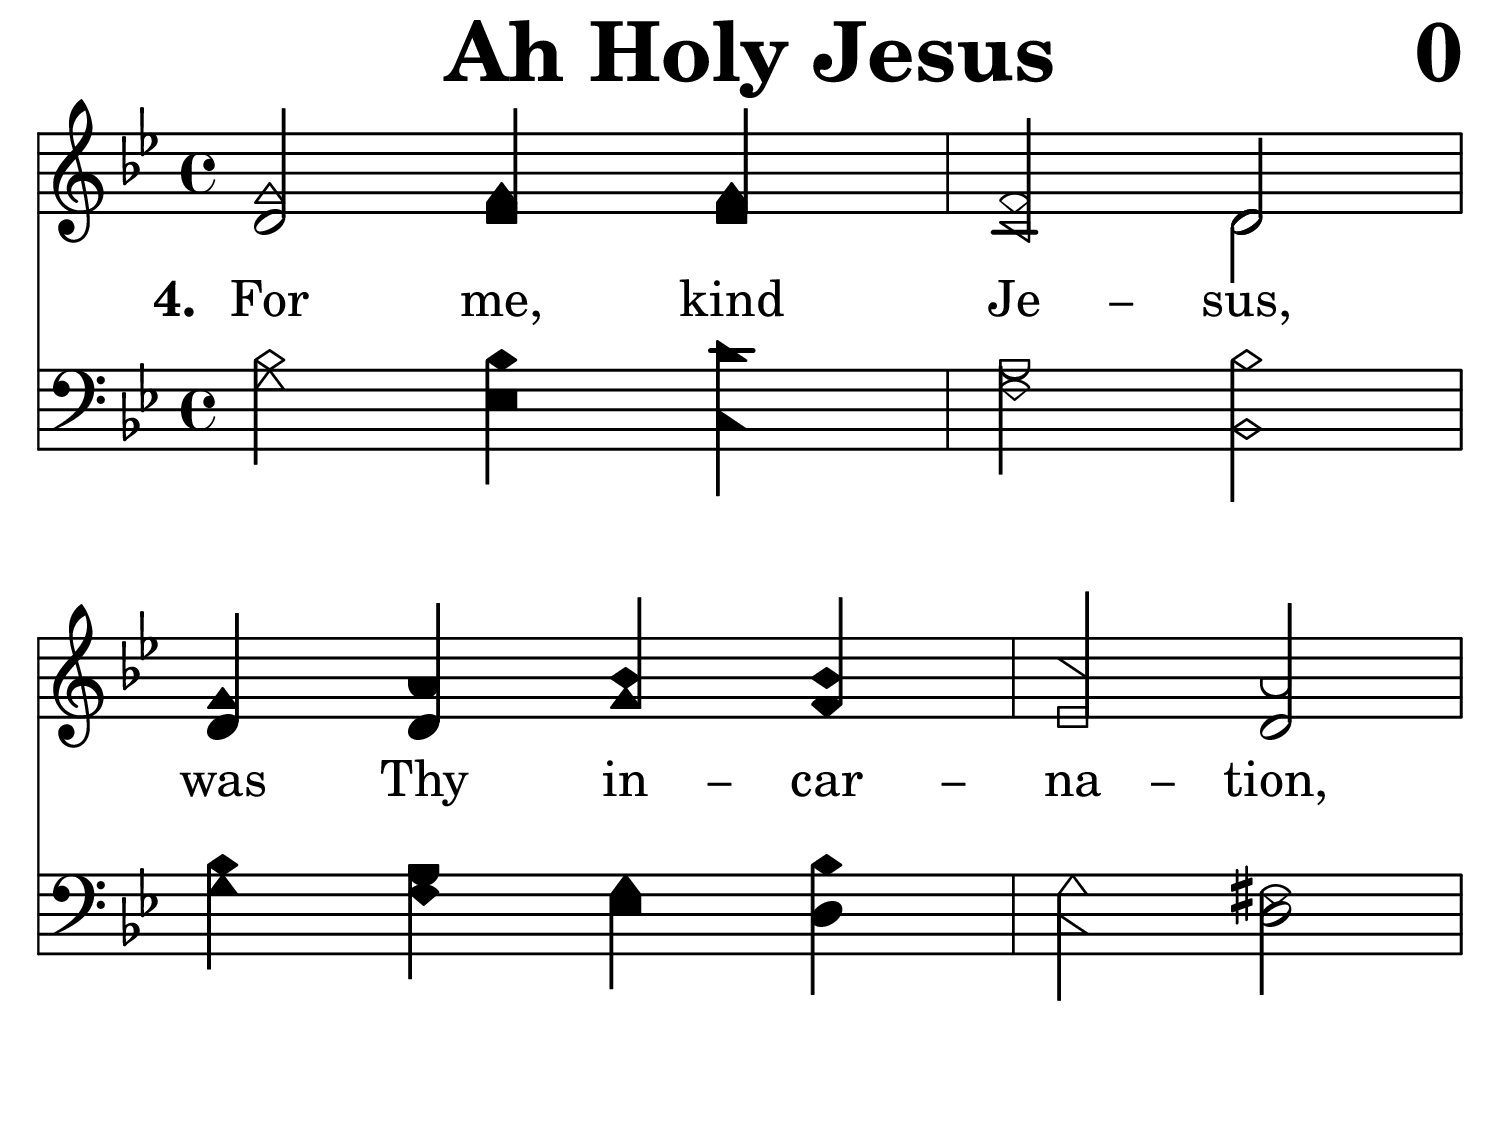 Ah Holy Jesus 0
4. For me, kind Je – sus,
was Thy in – car – na – tion,